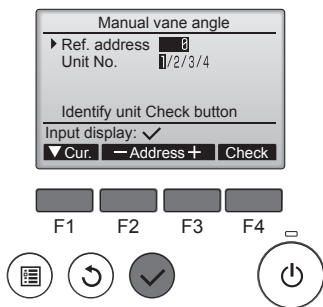 Manual vane angle
Ref. address 0
Unit No. 1/2/3/4
Identify unit Check button
Input display: ✓
▼ Cur. − Address + Check
F1 F2 F3 F4